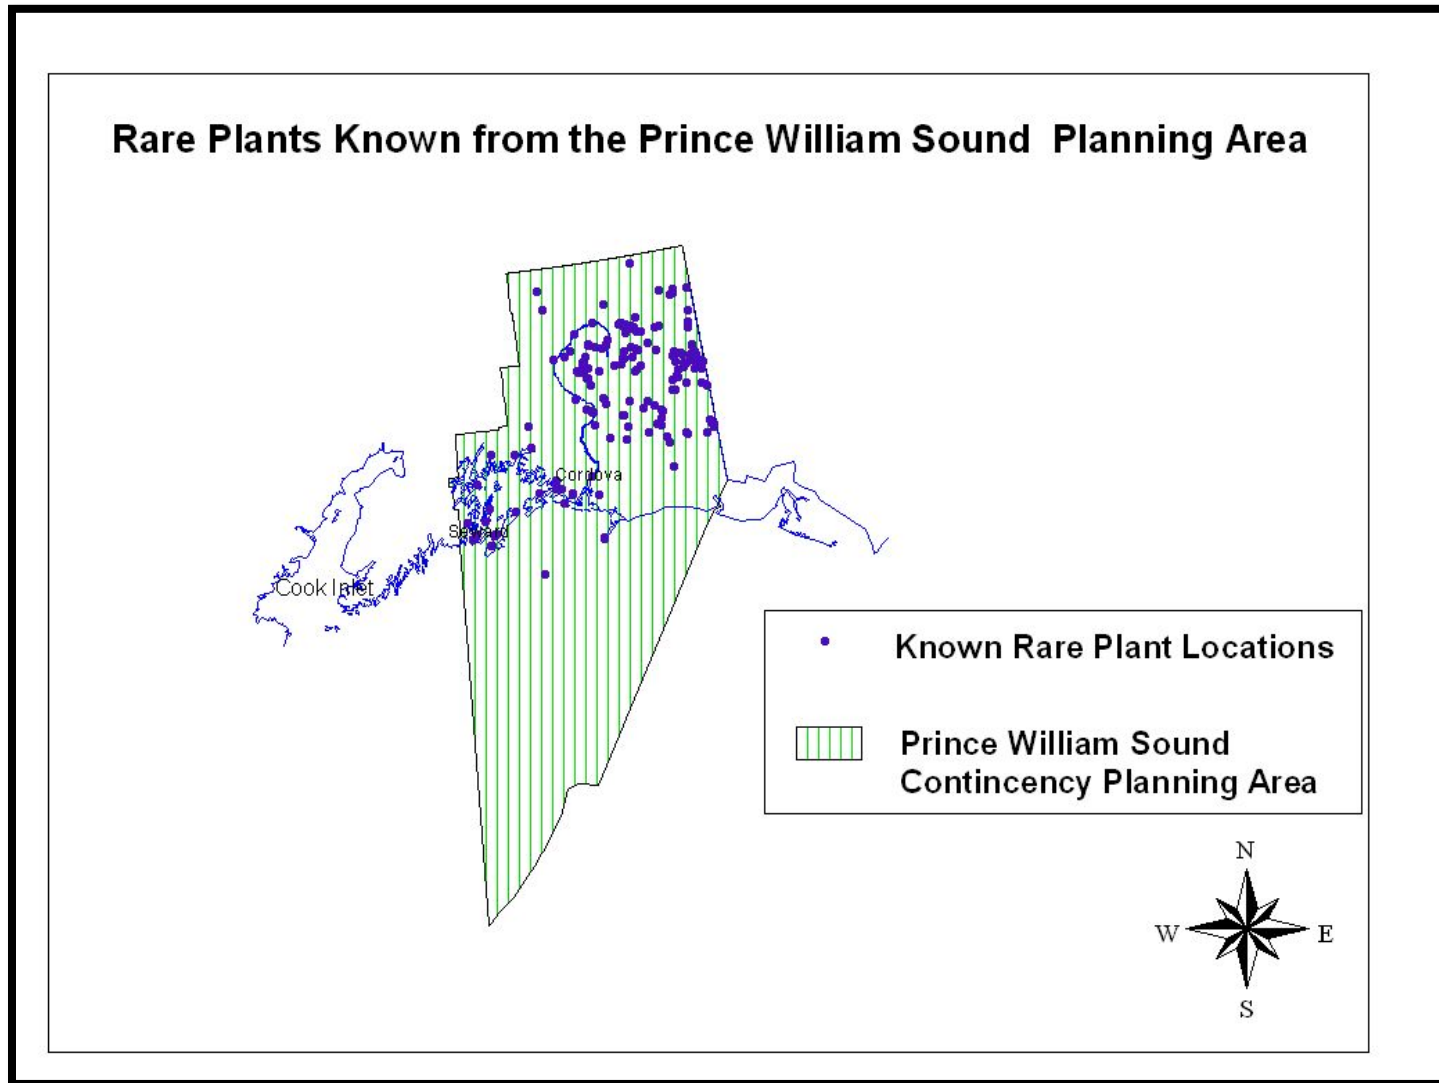 Rare Plants Known from the Prince William Sound Planning Area
Cordova
Seward
Cook Inlet
Known Rare Plant Locations
Prince William Sound
Contincency Planning Area
N
W
E
S